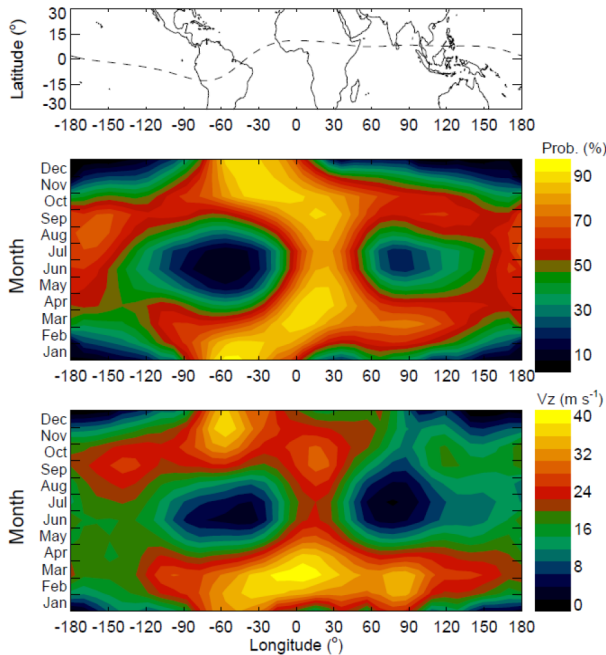 Latitude (°)
30
15
0
-15
-30
-180 -150 -120 -90 -60 -30 0 30 60 90 120 150 180
Prob. (%)
Month
Dec
Nov
Oct
Sep
Aug
Jul
Jun
May
Apr
Mar
Feb
Jan
90
70
50
30
10
-180 -150 -120 -90 -60 -30 0 30 60 90 120 150 180
Vz (m s⁻¹)
Month
Dec
Nov
Oct
Sep
Aug
Jul
Jun
May
Apr
Mar
Feb
Jan
40
32
24
16
8
0
-180 -150 -120 -90 -60 -30 0 30 60 90 120 150 180
Longitude (°)